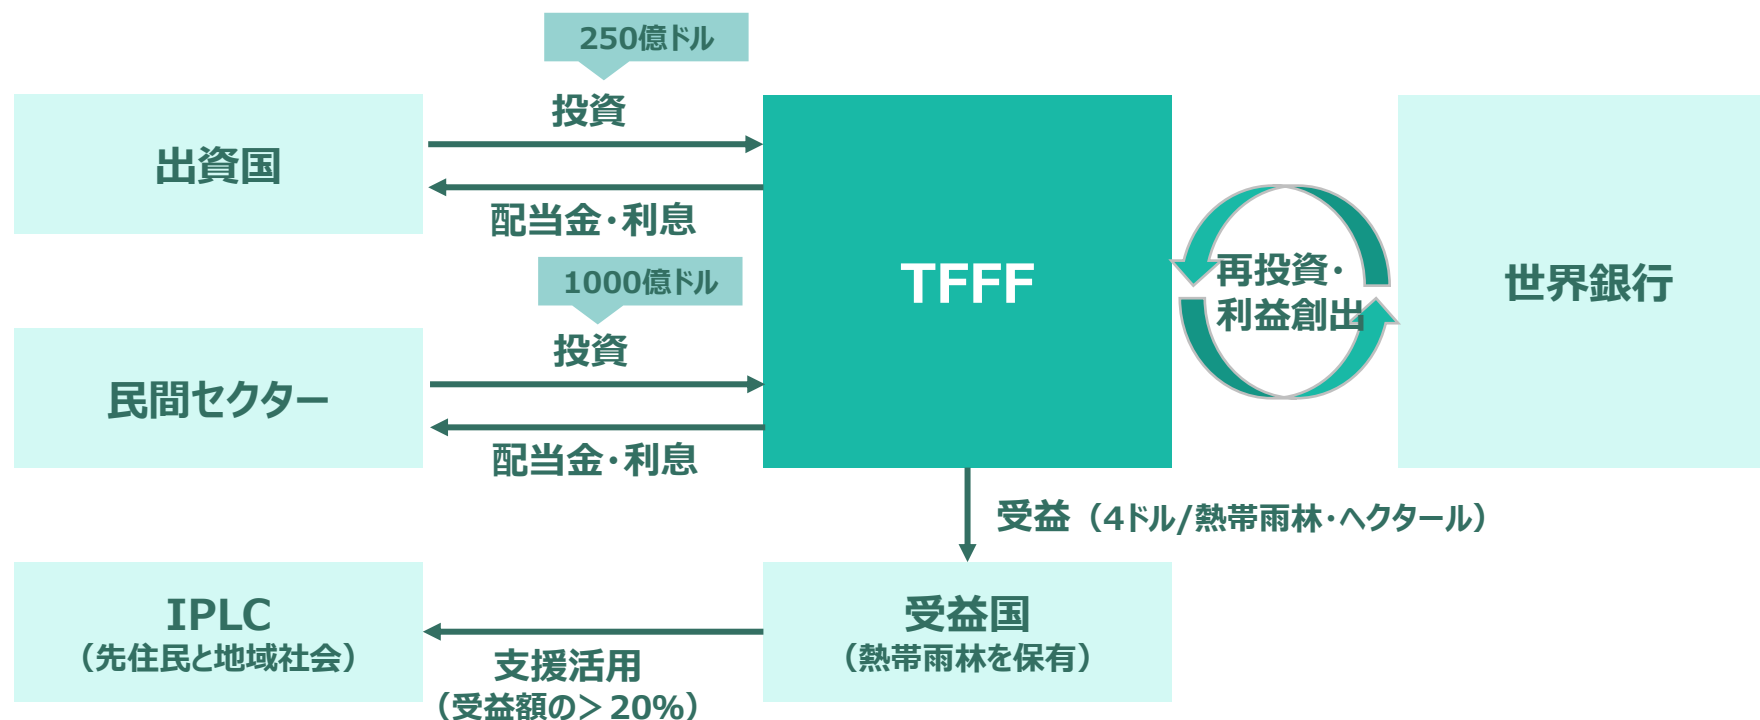 250億ドル
投資
出資国
配当金・利息
1000億ドル
投資
民間セクター
配当金・利息
TFFF
再投資・
利益創出
世界銀行
受益（4ドル/熱帯雨林・ヘクタール）
受益国
（熱帯雨林を保有）
IPLC
（先住民と地域社会）
支援活用
（受益額の＞20%）